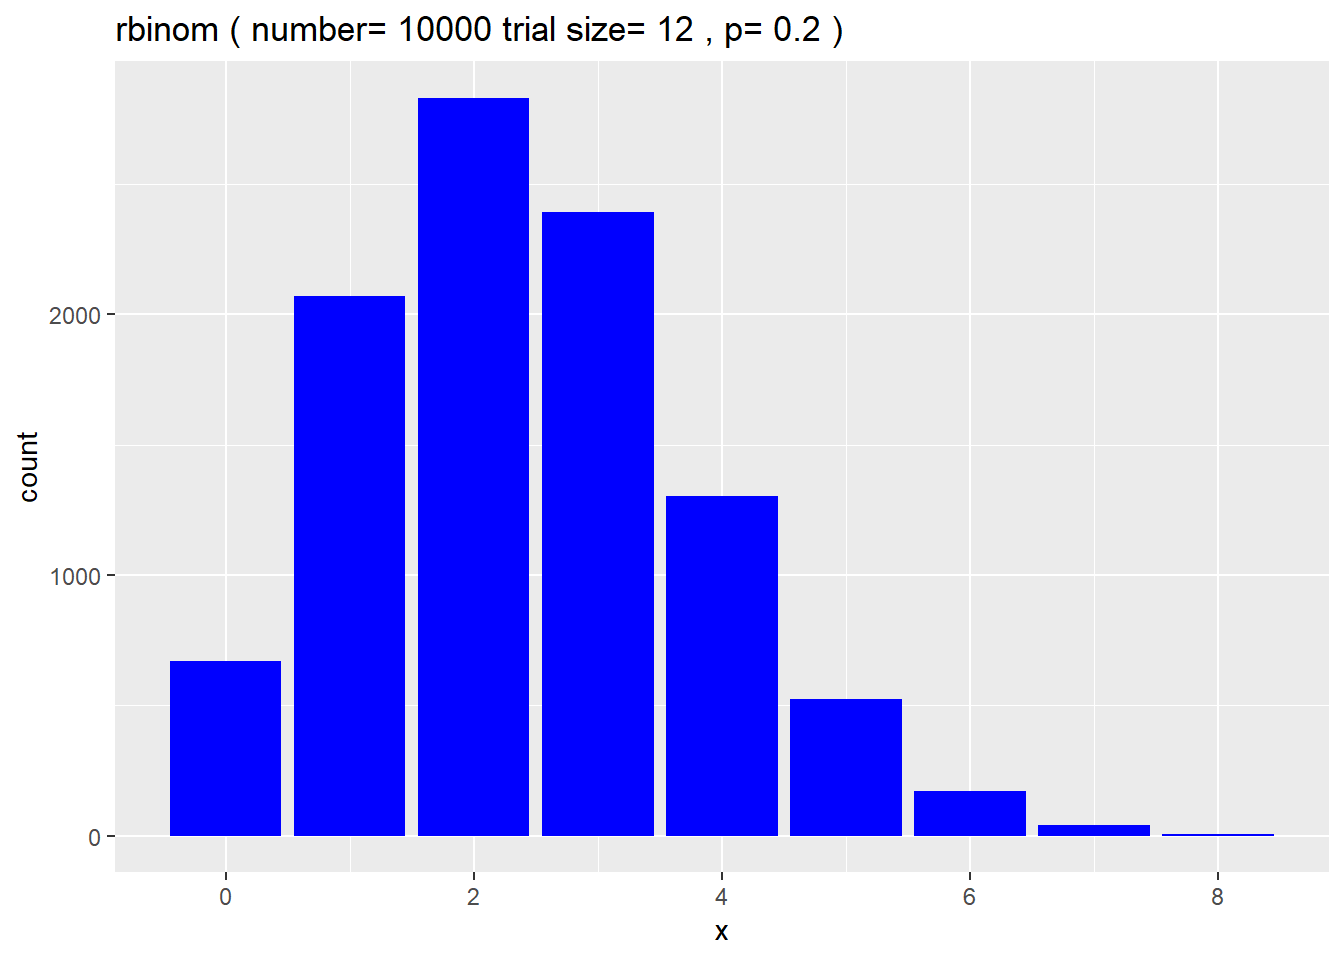 rbinom ( number= 10000 trial size= 12 , p= 0.2 )
count
2000
1000
0
0 2 4 6 8
x